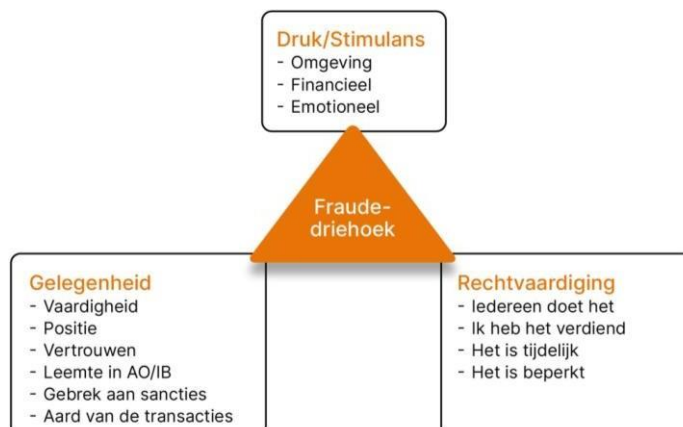 Druk/Stimulans
- Omgeving
- Financieel
- Emotioneel
Fraude-
driehoek
Gelegenheid
- Vaardigheid
- Positie
- Vertrouwen
- Leemte in AO/IB
- Gebrek aan sancties
- Aard van de transacties
Rechtvaardiging
- Iedereen doet het
- Ik heb het verdiend
- Het is tijdelijk
- Het is beperkt